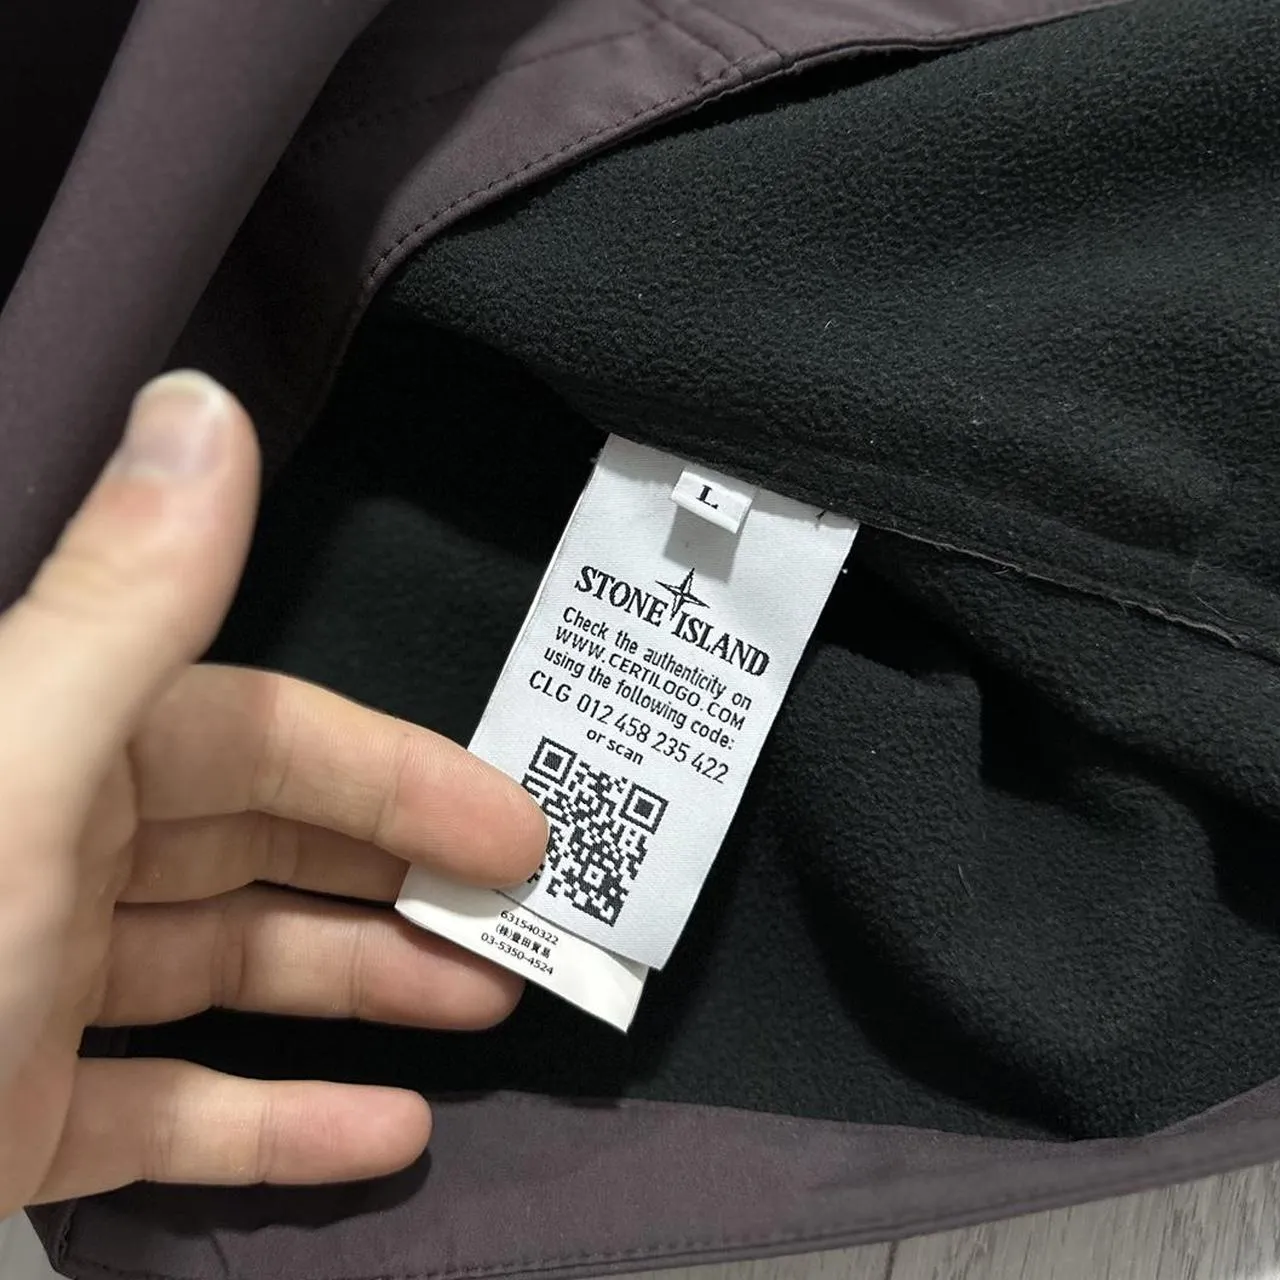 L
STONE ISLAND
Check the authenticity on
WWW.CERTILOGO.COM
using the following code:
CLG 012 458 235 422
or scan
631540322
(株)豊田貿易
03-5350-4524